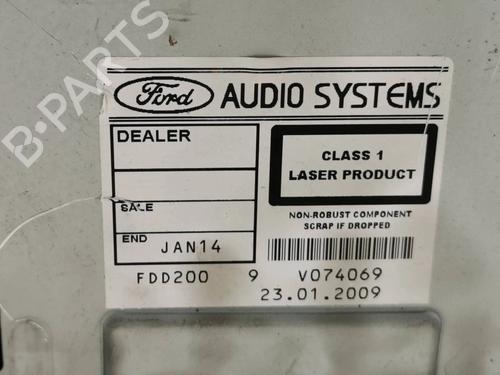 Ford AUDIO SYSTEMS
DEALER
SALE
END JAN14
CLASS 1
LASER PRODUCT
NON-ROBUST COMPONENT
SCRAP IF DROPPED
FDD200 9 V074069
23.01.2009
B-PARTS
B-PARTS